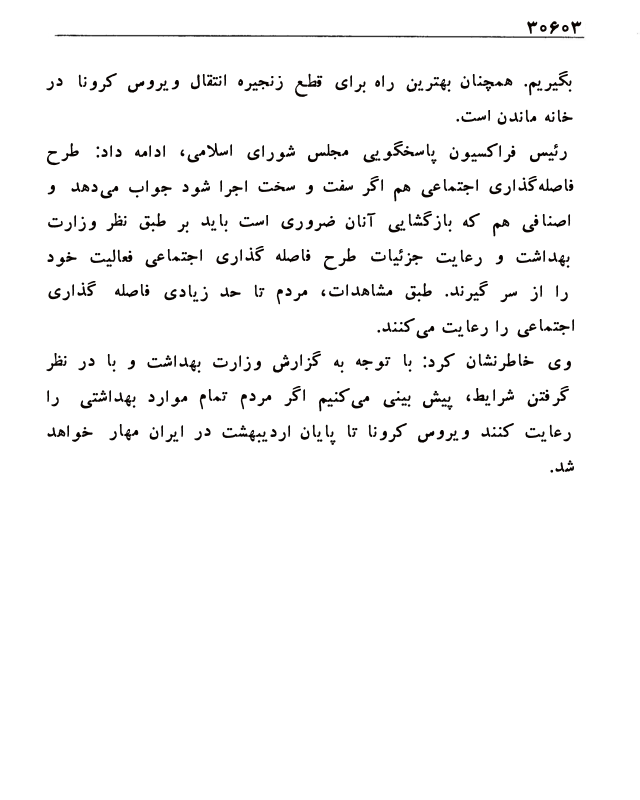 ۳۰۶۰۳
بگیریم. همچنان بهترین راه برای قطع زنجیره انتقال ویروس کرونا در
خانه ماندن است.
رئیس فراکسیون پاسخگویی مجلس شورای اسلامی، ادامه داد: طرح
فاصله‌گذاری اجتماعی هم اگر سفت و سخت اجرا شود جواب می‌دهد و
اصنافی هم که بازگشایی آنان ضروری است باید بر طبق نظر وزارت
بهداشت و رعایت جزئیات طرح فاصله گذاری اجتماعی فعالیت خود
را از سر گیرند. طبق مشاهدات، مردم تا حد زیادی فاصله گذاری
اجتماعی را رعایت می‌کنند.
وی خاطرنشان کرد: با توجه به گزارش وزارت بهداشت و با در نظر
گرفتن شرایط، پیش بینی می‌کنیم اگر مردم تمام موارد بهداشتی را
رعایت کنند ویروس کرونا تا پایان اردیبهشت در ایران مهار خواهد
شد.